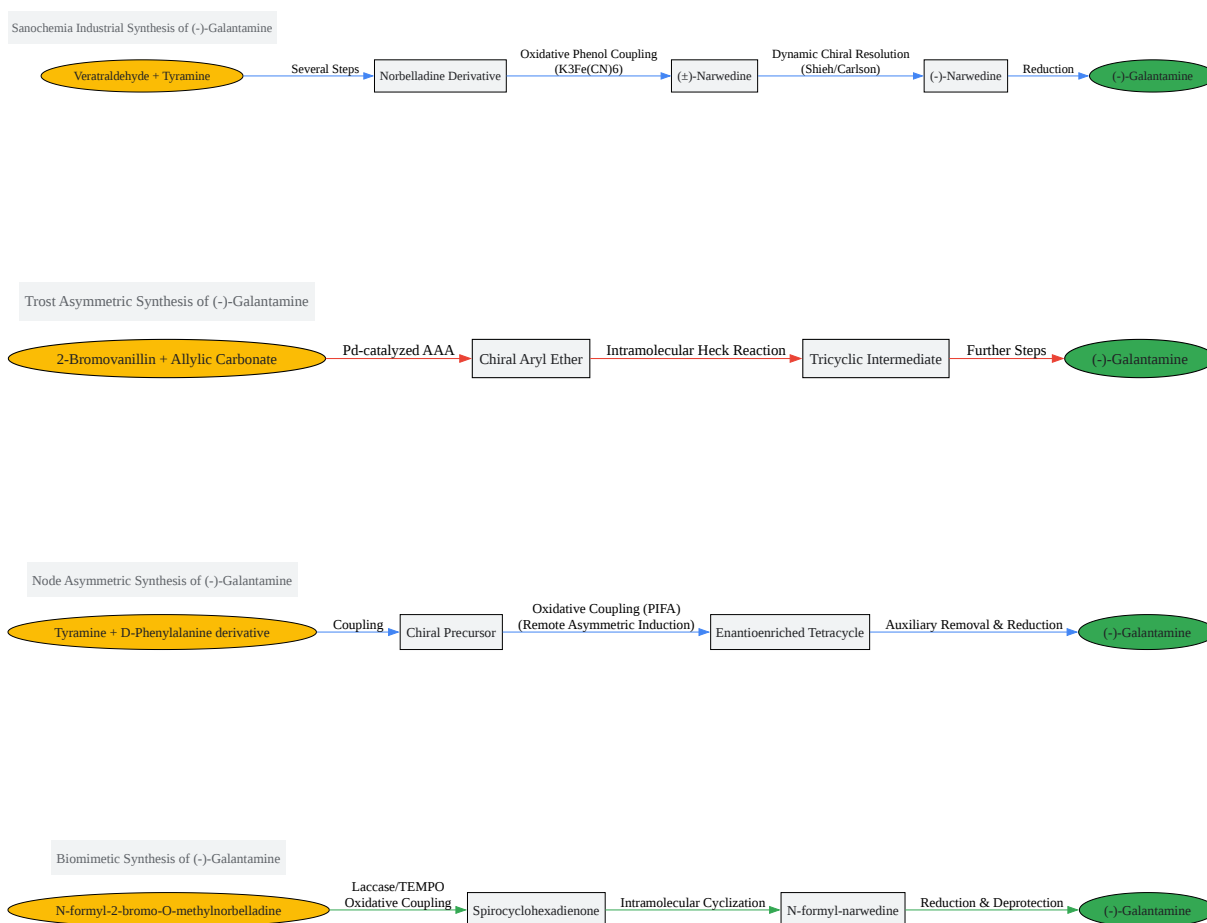 Sanochemia Industrial Synthesis of (-)-Galantamine
Veratraldehyde + Tyramine
Several Steps
Norbelladine Derivative
Oxidative Phenol Coupling
(K3Fe(CN)6)
(±)-Narwedine
Dynamic Chiral Resolution
(Shieh/Carlson)
(-)-Narwedine
Reduction
(-)-Galantamine
Trost Asymmetric Synthesis of (-)-Galantamine
2-Bromovanillin + Allylic Carbonate
Pd-catalyzed AAA
Chiral Aryl Ether
Intramolecular Heck Reaction
Tricyclic Intermediate
Further Steps
(-)-Galantamine
Node Asymmetric Synthesis of (-)-Galantamine
Tyramine + D-Phenylalanine derivative
Coupling
Chiral Precursor
Oxidative Coupling (PIFA)
(Remote Asymmetric Induction)
Enantioenriched Tetracycle
Auxiliary Removal & Reduction
(-)-Galantamine
Biomimetic Synthesis of (-)-Galantamine
N-formyl-2-bromo-O-methylnorbelladine
Laccase/TEMPO
Oxidative Coupling
Spirocyclohexadienone
Intramolecular Cyclization
N-formyl-narwedine
Reduction & Deprotection
(-)-Galantamine